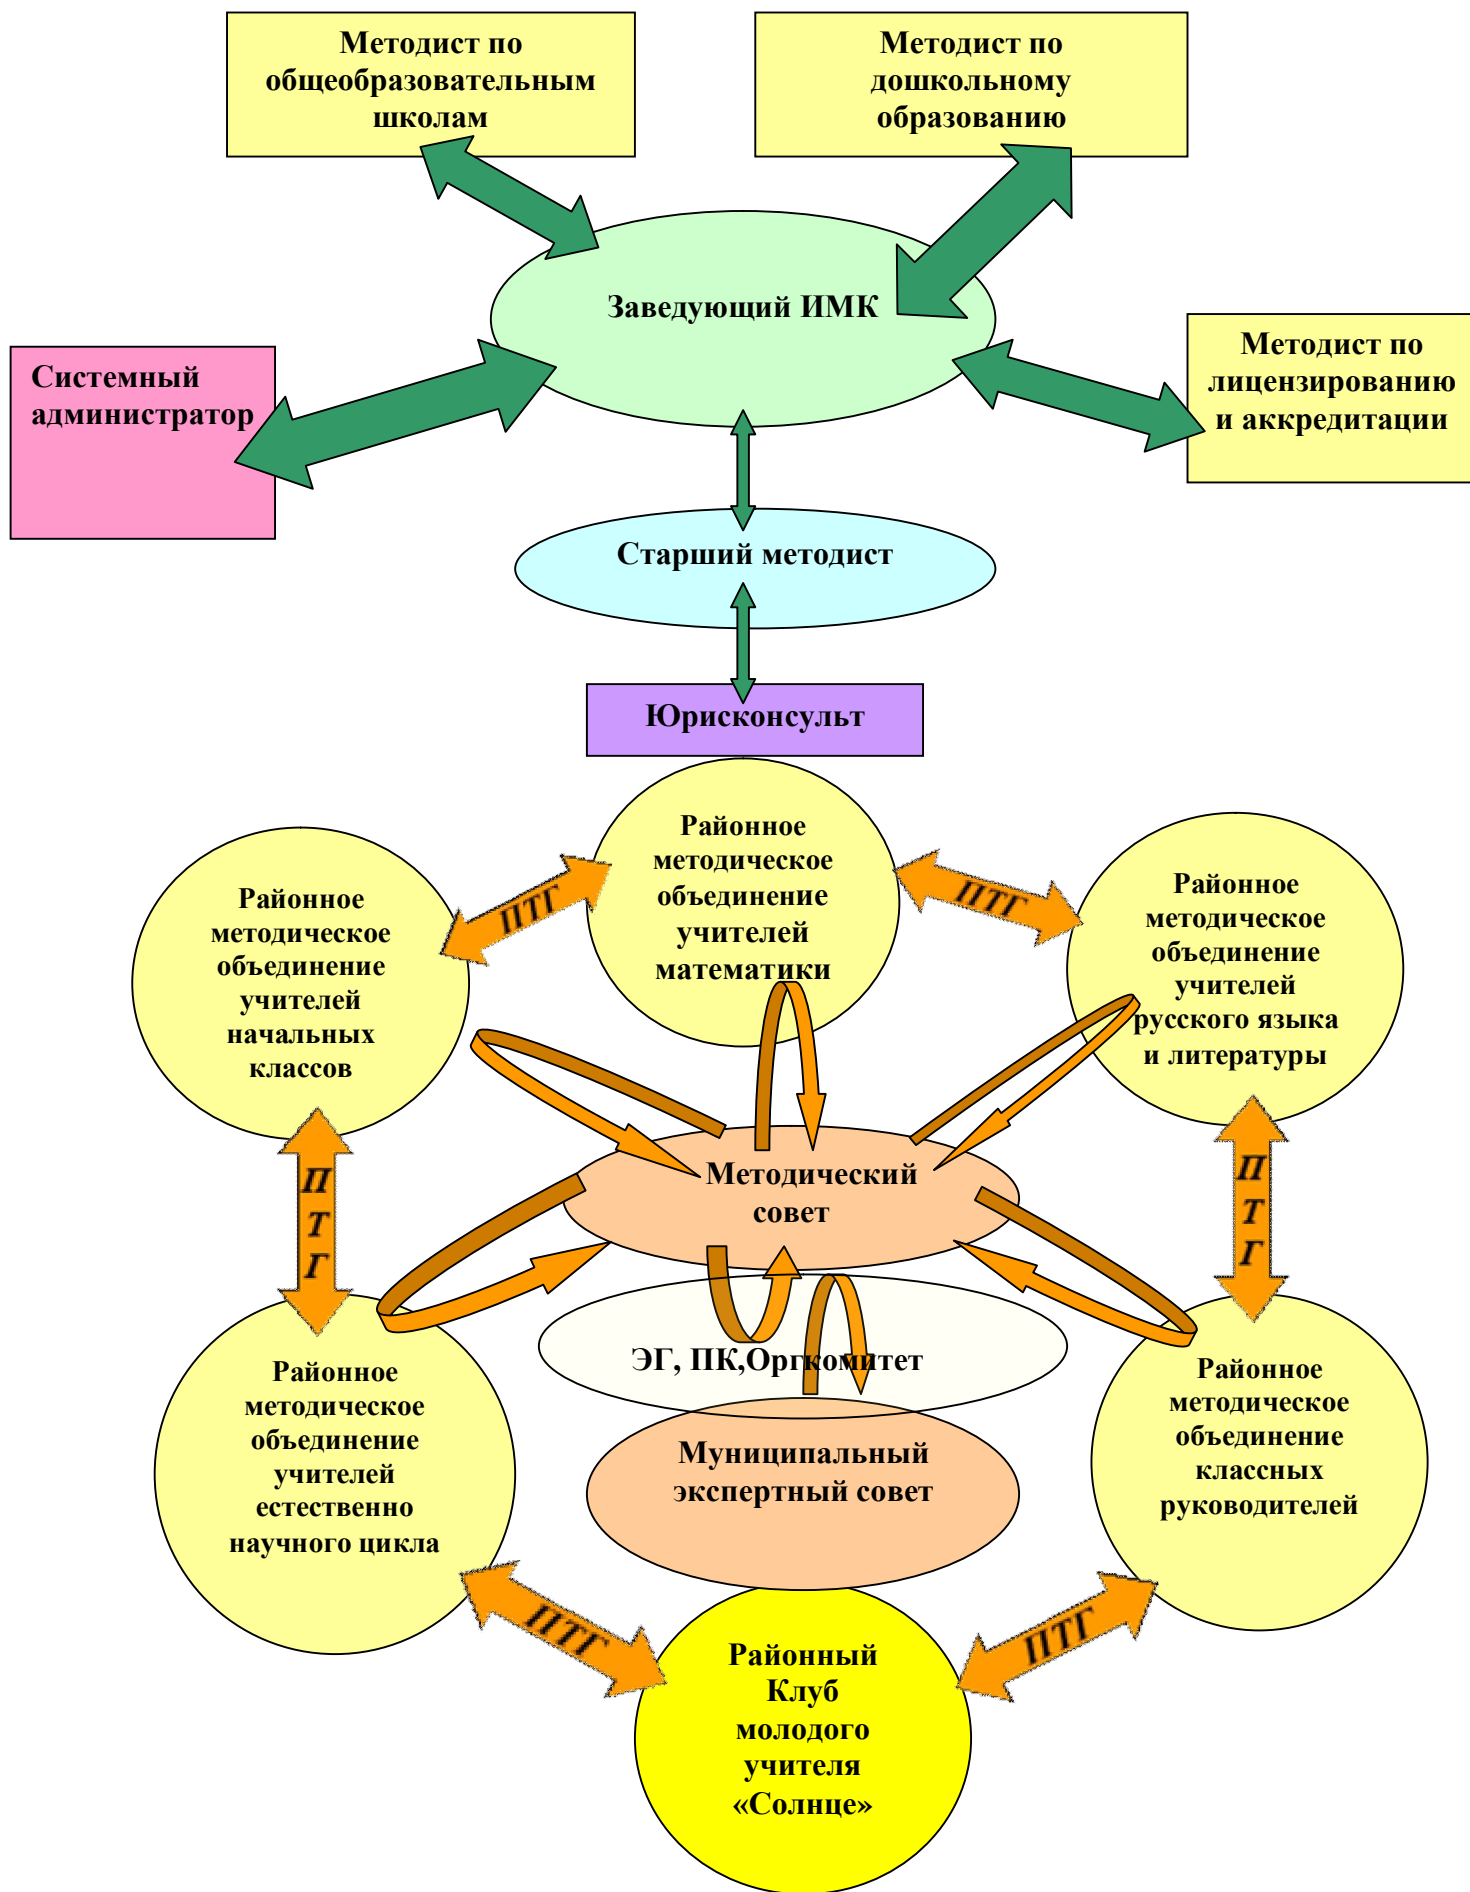 Методист по
общеобразовательным
школам
Методист по
дошкольному
образованию
Заведующий ИМК
Системный
администратор
Методист по
лицензированию
и аккредитации
Старший методист
Юрисконсульт
Районное
методическое
объединение
учителей
математики
ПТГ
ПТГ
Районное
методическое
объединение
учителей
начальных
классов
Районное
методическое
объединение
учителей
русского языка
и литературы
П
Т
Г
Методический
совет
П
Т
Г
ЭГ, ПК,Оргкомитет
Районное
методическое
объединение
учителей
естественно
научного цикла
Муниципальный
экспертный совет
Районное
методическое
объединение
классных
руководителей
ПТГ
ПТГ
Районный
Клуб
молодого
учителя
«Солнце»